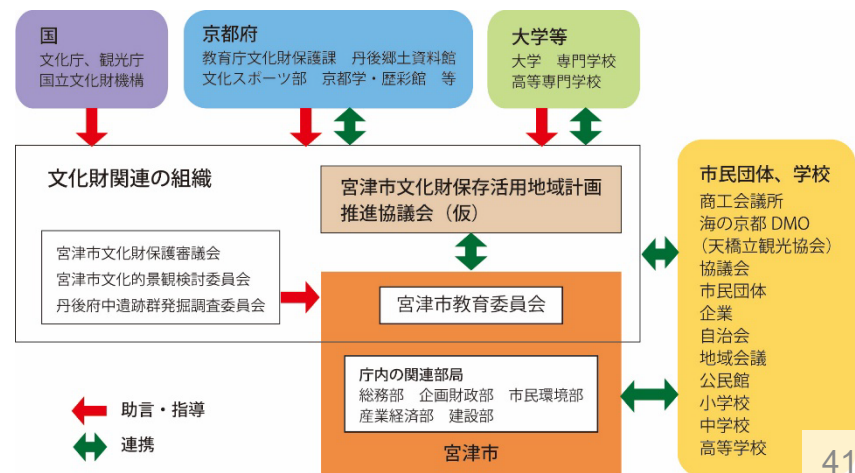 国
文化庁、観光庁
国立文化財機構
京都府
教育庁文化財保護課 丹後郷土資料館
文化スポーツ部 京都学・歴彩館 等
大学等
大学 専門学校
高等専門学校
文化財関連の組織
宮津市文化財保存活用地域計画
推進協議会（仮）
宮津市文化財保護審議会
宮津市文化的景観検討委員会
丹後府中遺跡群発掘調査委員会
宮津市教育委員会
庁内の関連部局
総務部 企画財政部 市民環境部
産業経済部 建設部
宮津市
市民団体、学校
商工会議所
海の京都 DMO
（天橋立観光協会）
協議会
市民団体
企業
自治会
地域会議
公民館
小学校
中学校
高等学校
助言・指導
連携
41